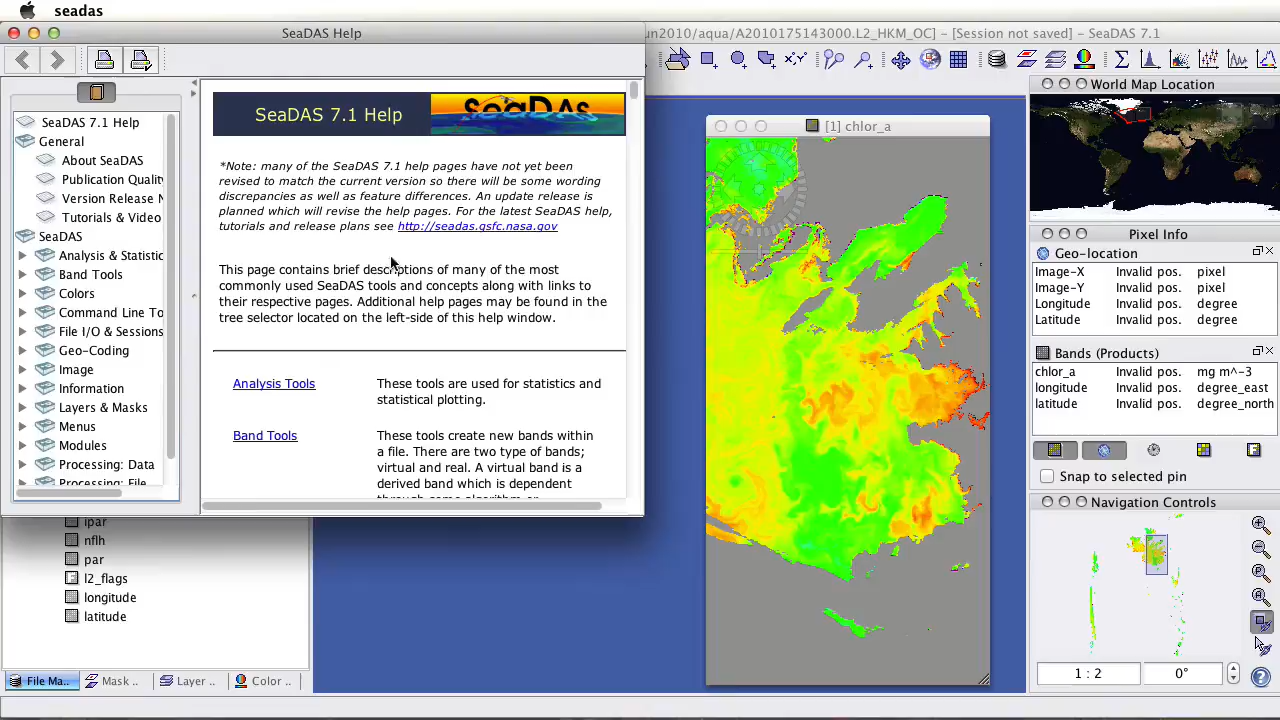 seadas
SeaDAS Help
un2010/aqua/A2010175143000.L2_HKM_OC] - [Session not saved] - SeaDAS 7.1
SeaDAS 7.1 Help
General
About SeaDAS
Publication Quality
Version Release
Tutorials & Video
SeaDAS
Analysis & Statistic
Band Tools
Colors
Command Line To
File I/O & Sessions
Geo-Coding
Image
Information
Layers & Masks
Menus
Modules
Processing: Data
Processing: File
SeaDAS 7.1 Help
SeaDAS
*Note: many of the SeaDAS 7.1 help pages have not yet been
revised to match the current version so there will be some wording
discrepancies as well as feature differences. An update release is
planned which will revise the help pages. For the latest SeaDAS help,
tutorials and release plans see http://seadas.gsfc.nasa.gov
This page contains brief descriptions of many of the most
commonly used SeaDAS tools and concepts along with links to
their respective pages. Additional help pages may be found in the
tree selector located on the left-side of this help window.
Analysis Tools
These tools are used for statistics and
statistical plotting.
Band Tools
These tools create new bands within
a file. There are two type of bands;
virtual and real. A virtual band is a
derived band which is dependent
through some algorithm or
ipar
nflh
par
l2_flags
longitude
latitude
File Ma..
Mask ..
Layer ..
Color ..
[1] chlor_a
World Map Location
Pixel Info
Geo-location
Image-X Invalid pos. pixel
Image-Y Invalid pos. pixel
Longitude Invalid pos. degree
Latitude Invalid pos. degree
Bands (Products)
chlor_a Invalid pos. mg m^-3
longitude Invalid pos. degree_east
latitude Invalid pos. degree_north
Snap to selected pin
Navigation Controls
1 : 2
0°